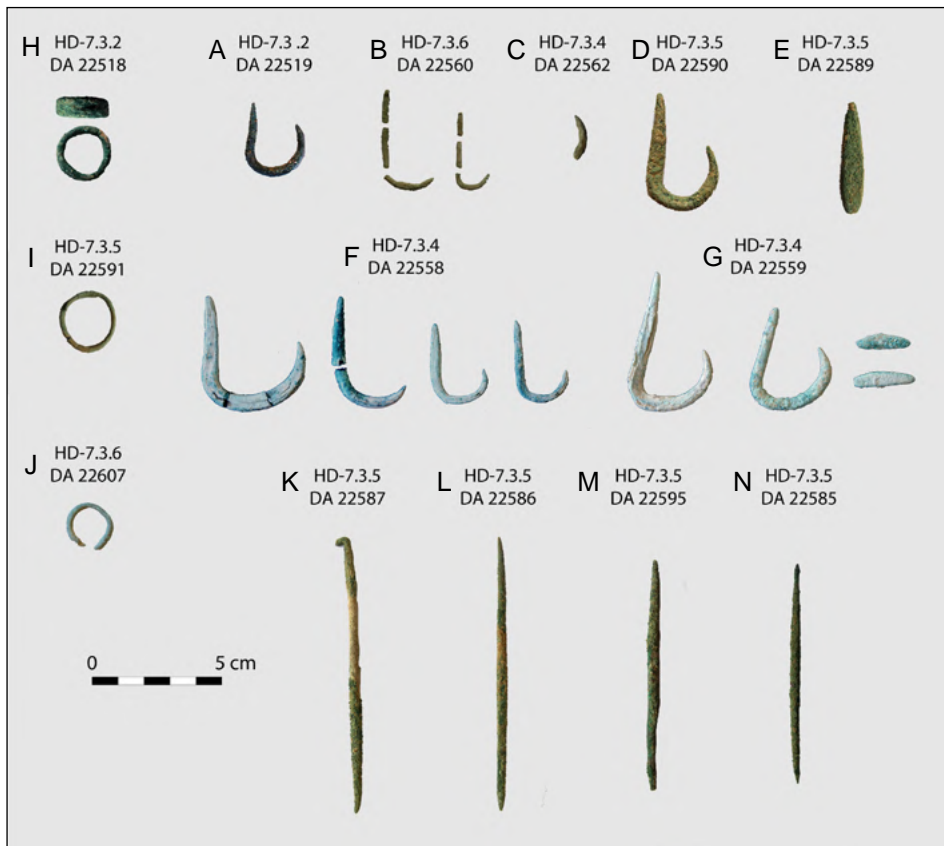 H HD-7.3.2
DA 22518
A HD-7.3 .2
DA 22519
B HD-7.3.6
DA 22560
C HD-7.3.4
DA 22562
D HD-7.3.5
DA 22590
E HD-7.3.5
DA 22589
I HD-7.3.5
DA 22591
F HD-7.3.4
DA 22558
G HD-7.3.4
DA 22559
J HD-7.3.6
DA 22607
K HD-7.3.5
DA 22587
L HD-7.3.5
DA 22586
M HD-7.3.5
DA 22595
N HD-7.3.5
DA 22585
0 5 cm